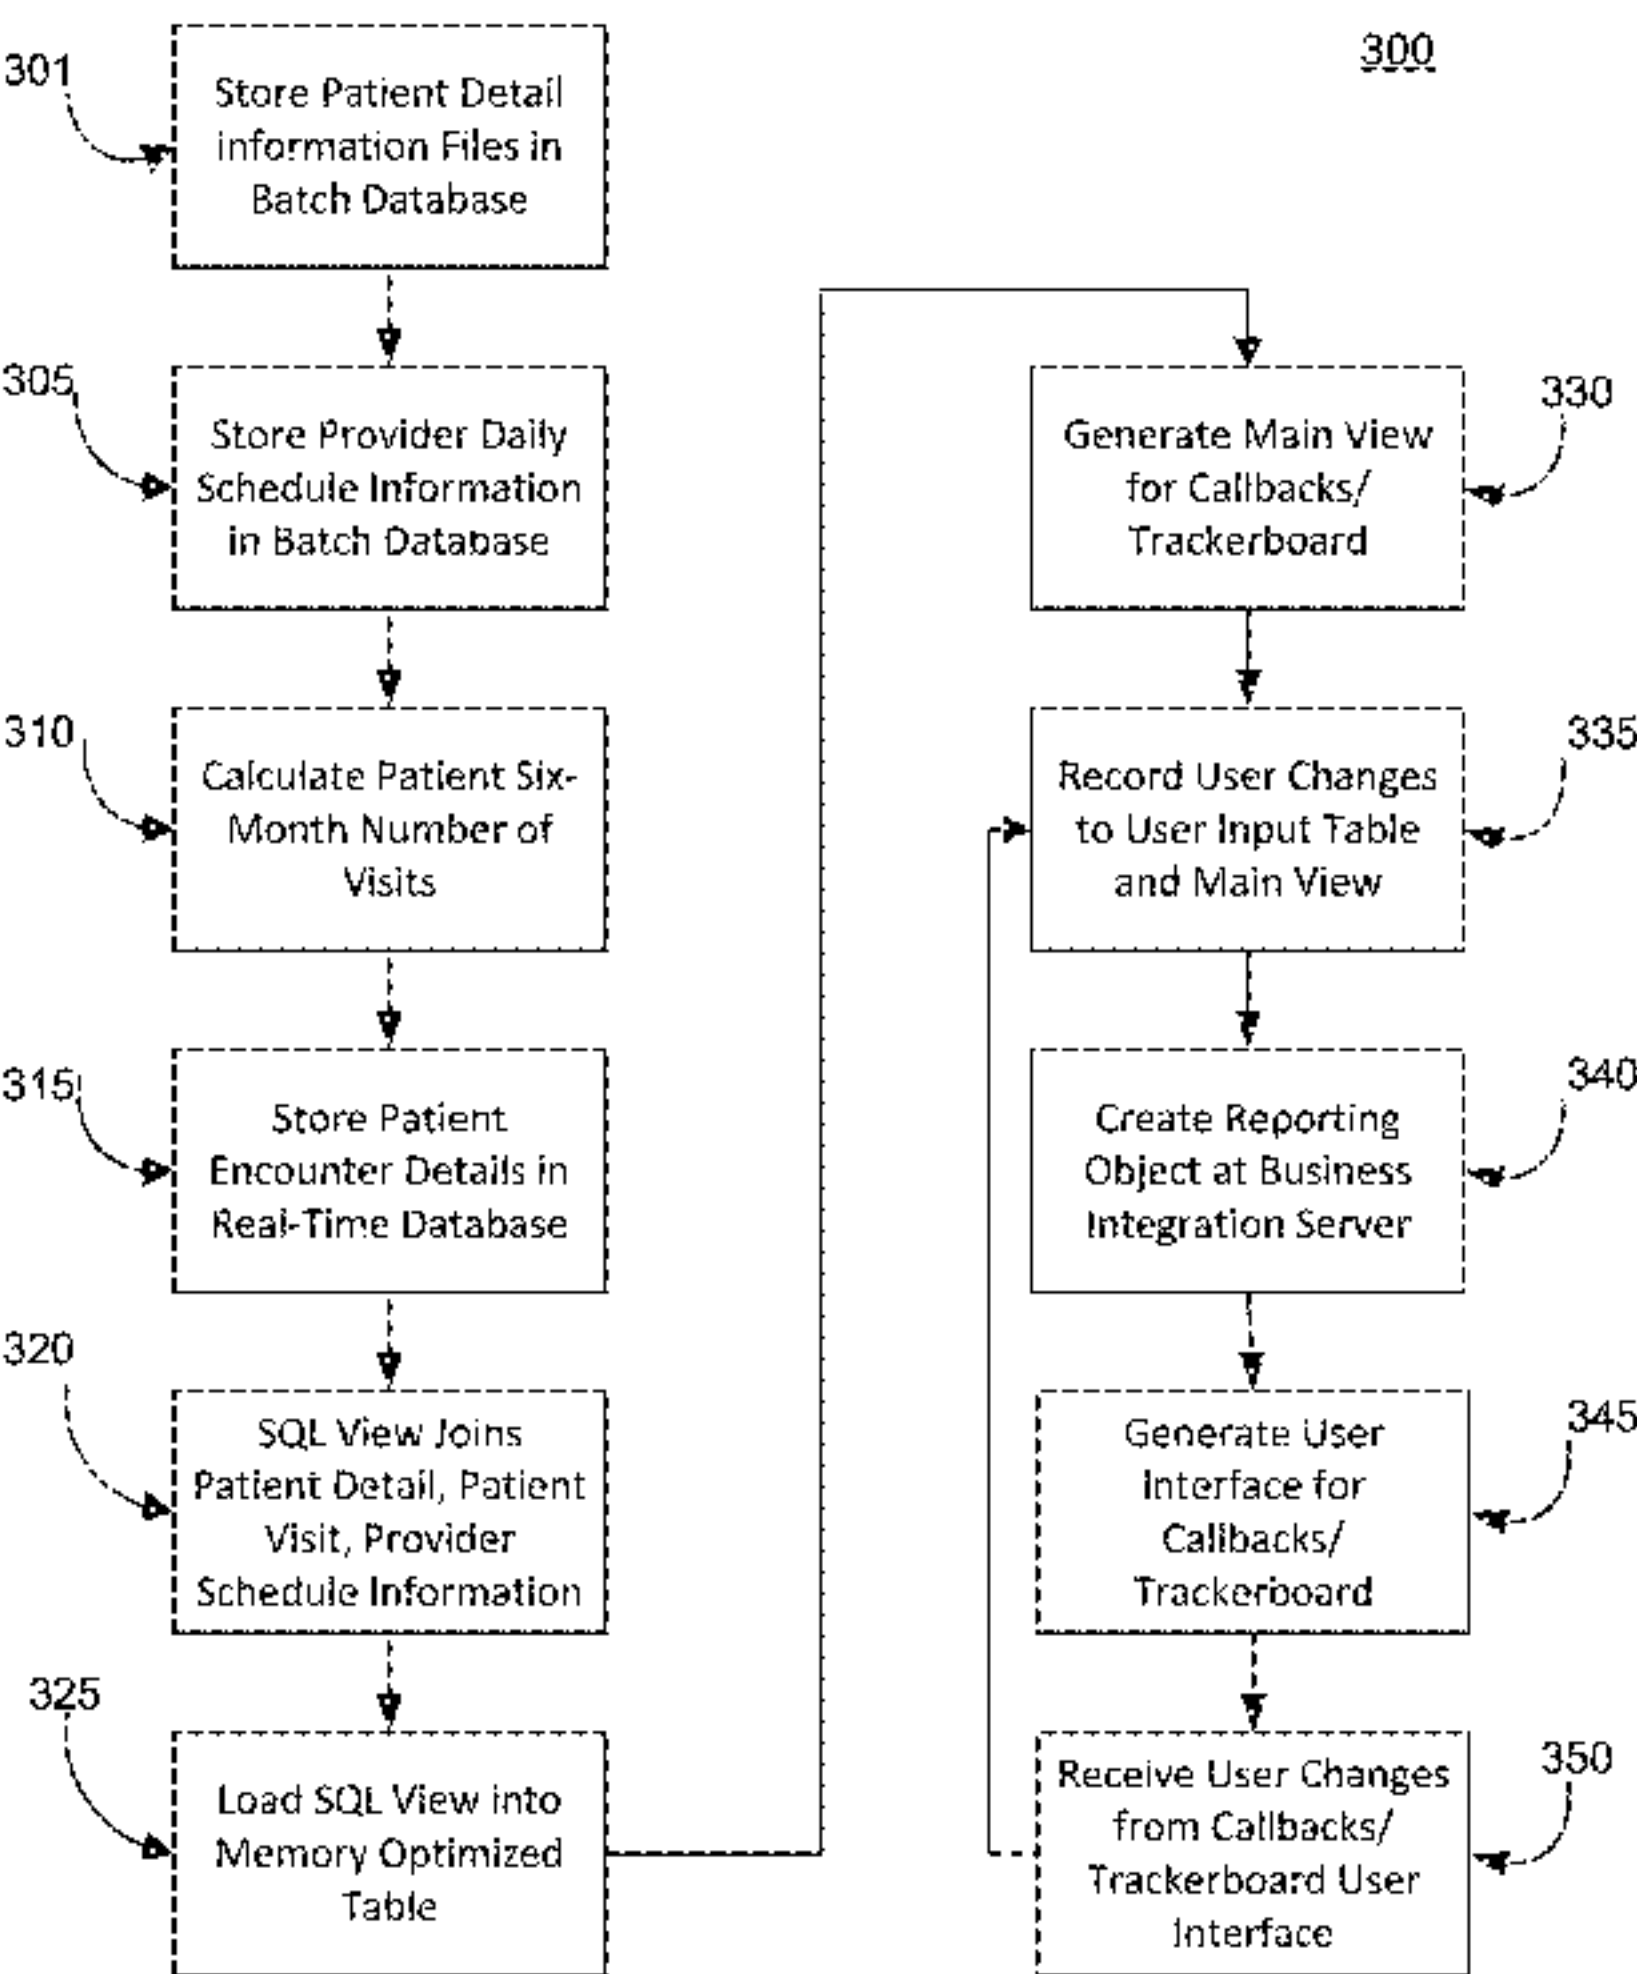 300
301
Store Patient Detail
Information Files in
Batch Database
305
Store Provider Daily
Schedule Information
in Batch Database
310
Calculate Patient Six-
Month Number of
Visits
315
Store Patient
Encounter Details in
Real-Time Database
320
SQL View Joins
Patient Detail, Patient
Visit, Provider
Schedule Information
325
Load SQL View into
Memory Optimized
Table
330
Generate Main View
for Callbacks/
Trackerboard
335
Record User Changes
to User Input Table
and Main View
340
Create Reporting
Object at Business
Integration Server
345
Generate User
Interface for
Callbacks/
Trackerboard
350
Receive User Changes
from Callbacks/
Trackerboard User
Interface